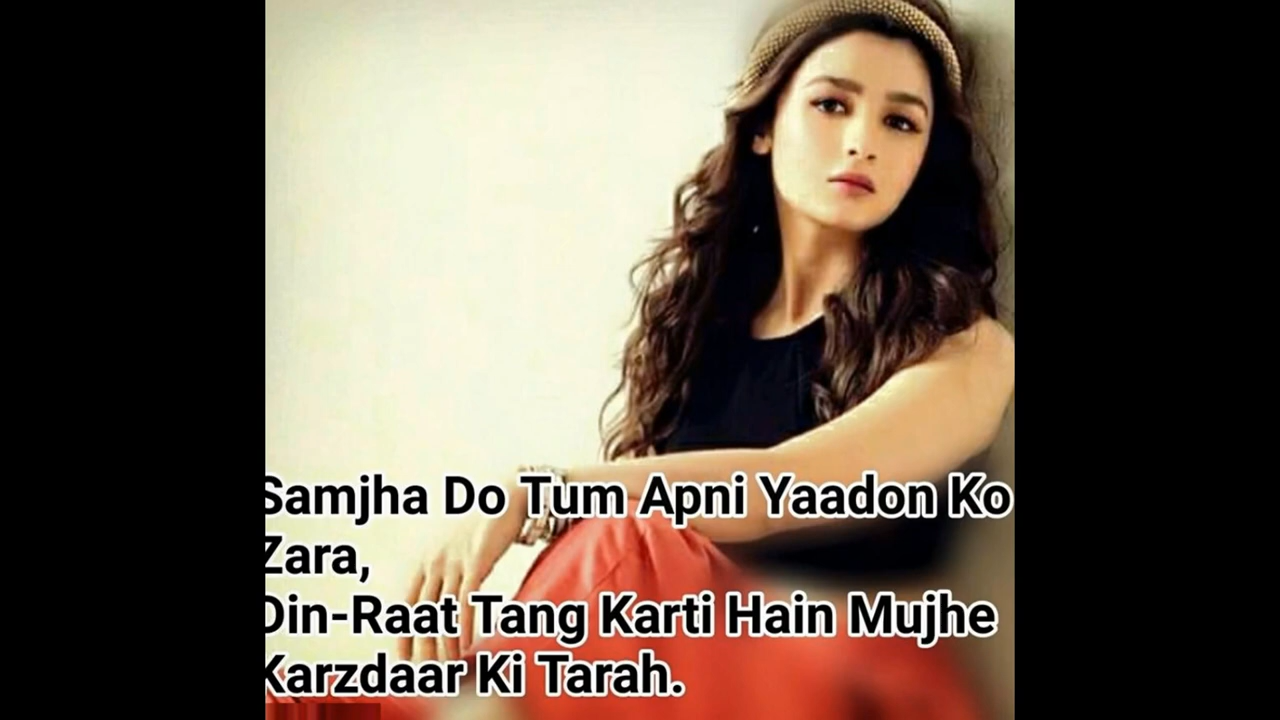 Samjha Do Tum Apni Yaadon Ko
Zara,
Din-Raat Tang Karti Hain Mujhe
Karzdaar Ki Tarah.